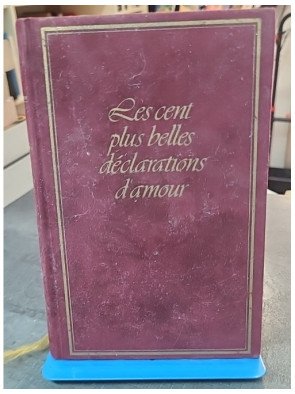 Les cent
plus belles
déclarations
d'amour